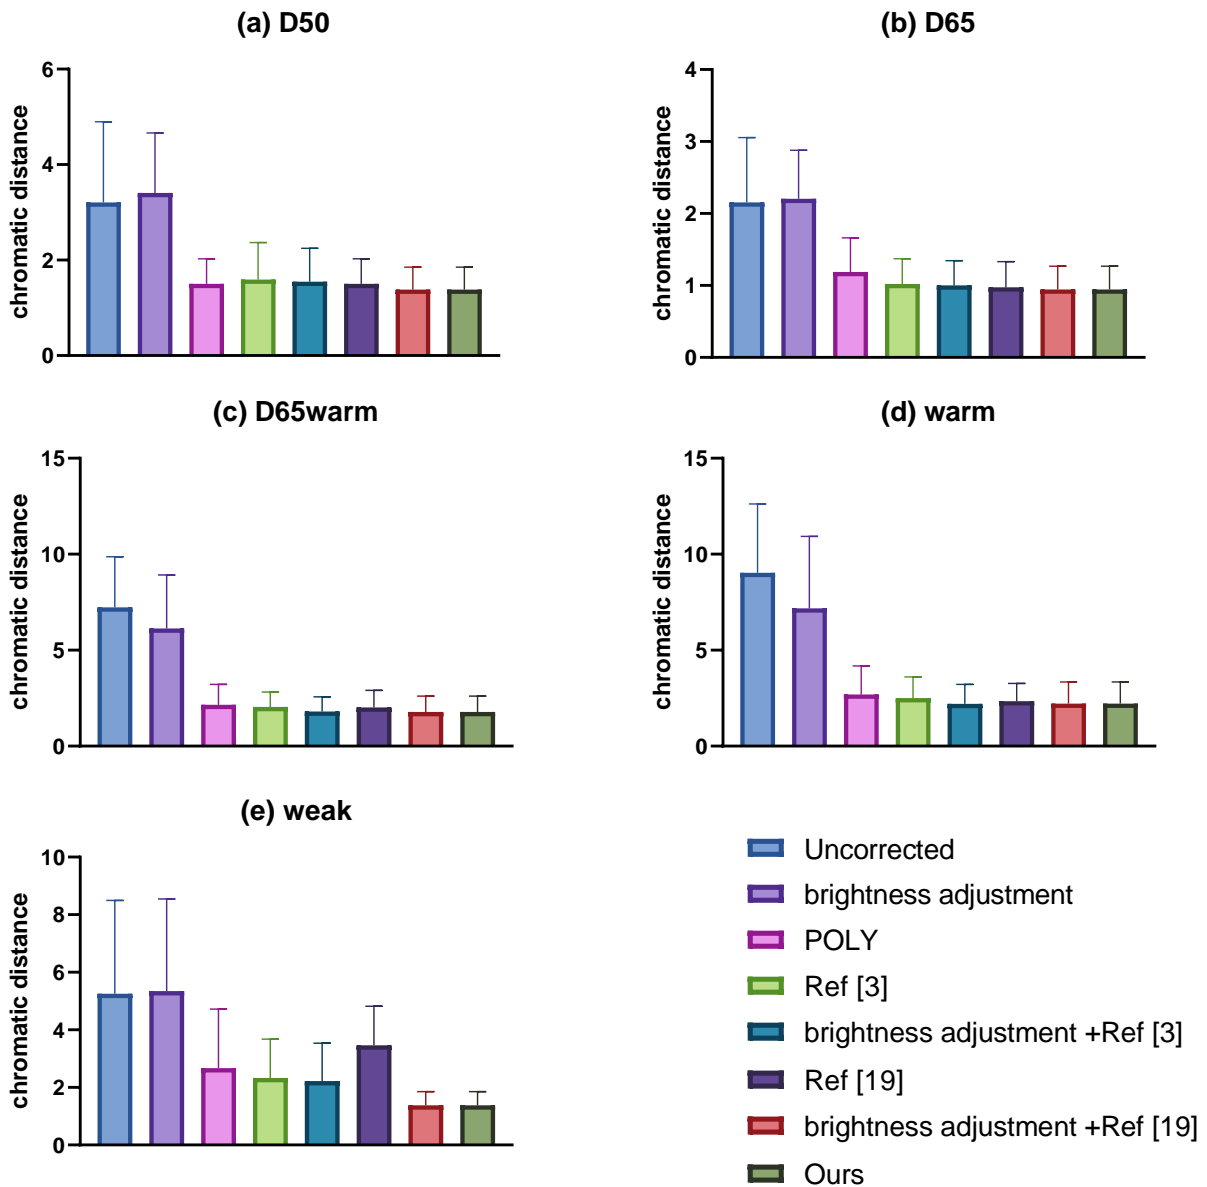 (a) D50
6
4
2
0
chromatic distance
(b) D65
4
3
2
1
0
chromatic distance
(c) D65warm
15
10
5
0
chromatic distance
(d) warm
15
10
5
0
chromatic distance
(e) weak
10
8
6
4
2
0
chromatic distance
Uncorrected
brightness adjustment
POLY
Ref [3]
brightness adjustment +Ref [3]
Ref [19]
brightness adjustment +Ref [19]
Ours